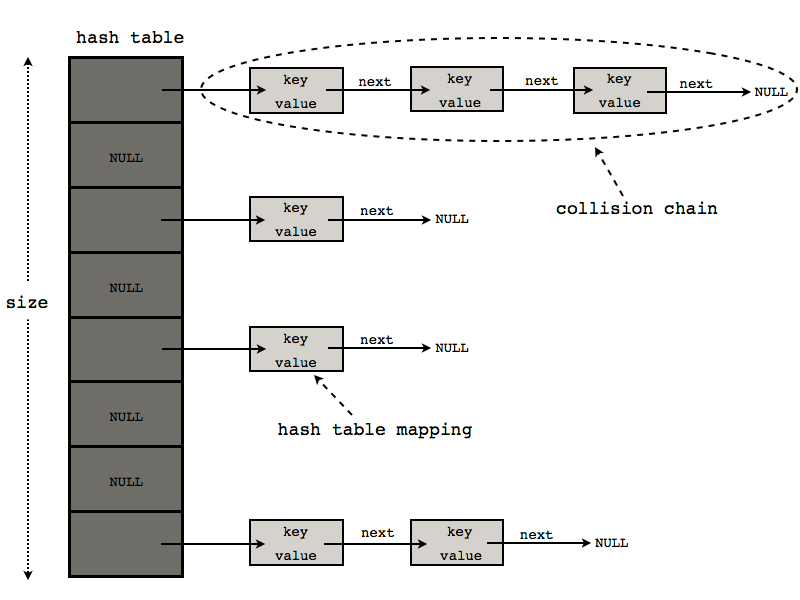 hash table
key next key next key next NULL
value value value
NULL
collision chain
key next NULL
value
NULL
size
key next NULL
value
NULL
hash table mapping
NULL
key next key next NULL
value value